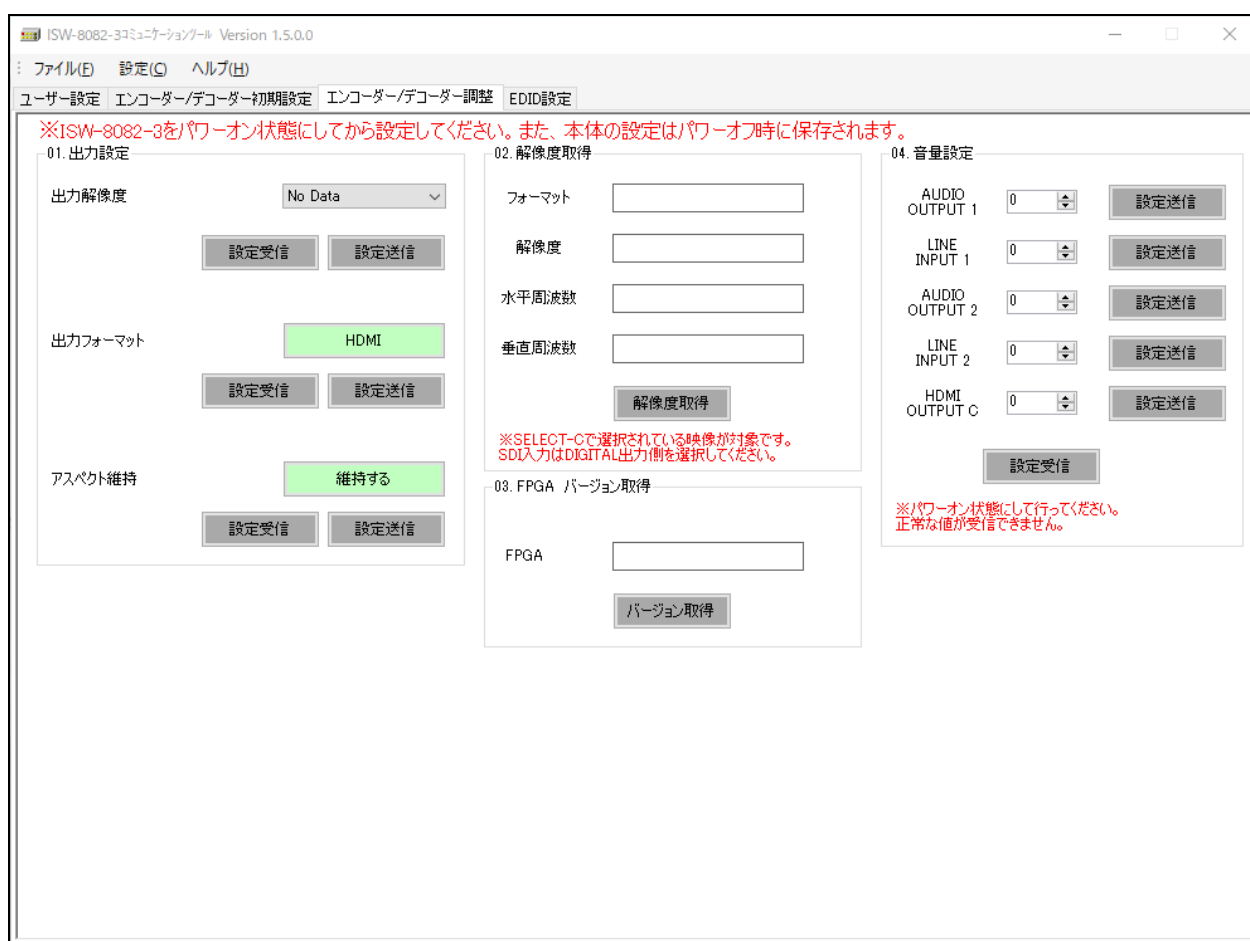 ISW-8082-3ｺﾐｭﾆｹｰｼｮﾝﾂｰﾙ Version 1.5.0.0
ファイル(F) 設定(C) ヘルプ(H)
ユーザー設定 エンコーダー/デコーダー初期設定 エンコーダー/デコーダー調整 EDID設定
※ISW-8082-3をパワーオン状態にしてから設定してください。また、本体の設定はパワーオフ時に保存されます。
01.出力設定
出力解像度 No Data
設定受信 設定送信
出力フォーマット HDMI
設定受信 設定送信
アスペクト維持 維持する
設定受信 設定送信
02.解像度取得
フォーマット
解像度
水平周波数
垂直周波数
解像度取得
※SELECT-Cで選択されている映像が対象です。
SDI入力はDIGITAL出力側を選択してください。
03.FPGA バージョン取得
FPGA
バージョン取得
04.音量設定
AUDIO
OUTPUT 1 0 設定送信
LINE
INPUT 1 0 設定送信
AUDIO
OUTPUT 2 0 設定送信
LINE
INPUT 2 0 設定送信
HDMI
OUTPUT C 0 設定送信
設定受信
※パワーオン状態にして行ってください。
正常な値が受信できません。